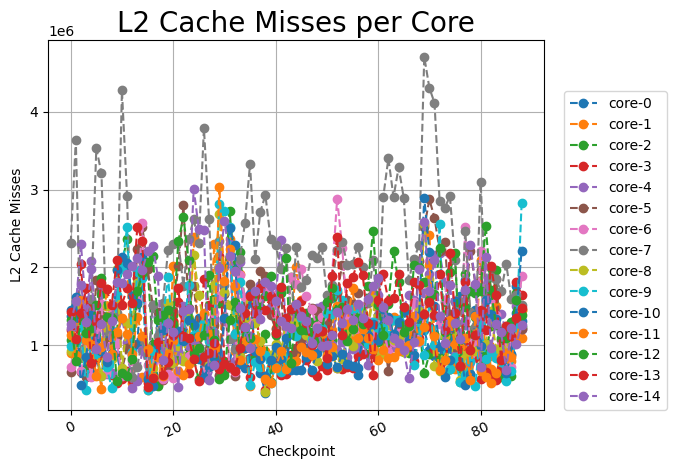 L2 Cache Misses per Core
1e6
4
3
2
1
L2 Cache Misses
0
20
40
60
80
Checkpoint
core-0
core-1
core-2
core-3
core-4
core-5
core-6
core-7
core-8
core-9
core-10
core-11
core-12
core-13
core-14